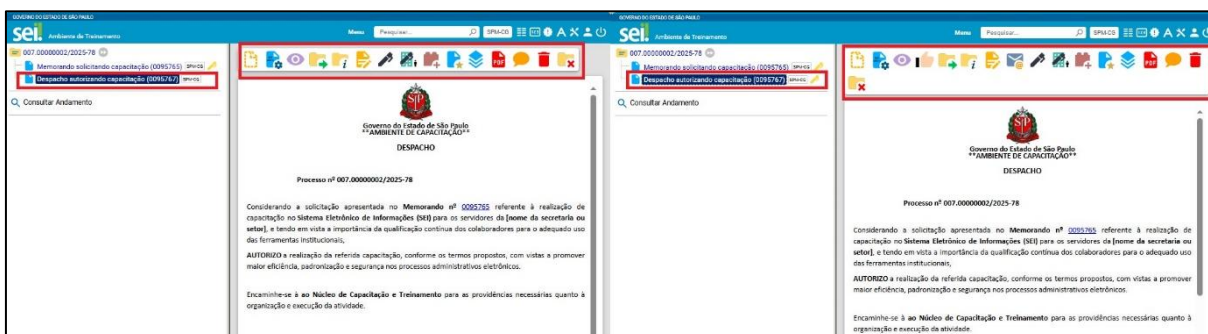 GOVERNO DO ESTADO DE SÃO PAULO
sei. Ambiente de Treinamento
Menu Pesquisar... SPM-CG
007.00000002/2025-78
Memorando solicitando capacitação (0095765) SPM-CG
Despacho autorizando capacitação (0095767) SPM-CG
Consultar Andamento
Governo do Estado de São Paulo
**AMBIENTE DE CAPACITAÇÃO**
DESPACHO
Processo nº 007.00000002/2025-78
Considerando a solicitação apresentada no Memorando nº 0095765 referente à realização de
capacitação no Sistema Eletrônico de Informações (SEI) para os servidores da [nome da secretaria ou
setor], e tendo em vista a importância da qualificação contínua dos colaboradores para o adequado uso
das ferramentas institucionais,
AUTORIZO a realização da referida capacitação, conforme os termos propostos, com vistas a promover
maior eficiência, padronização e segurança nos processos administrativos eletrônicos.
Encaminhe-se à ao Núcleo de Capacitação e Treinamento para as providências necessárias quanto à
organização e execução da atividade.
GOVERNO DO ESTADO DE SÃO PAULO
sei. Ambiente de Treinamento
Menu Pesquisar... SPM-CG
007.00000002/2025-78
Memorando solicitando capacitação (0095765) SPM-CG
Despacho autorizando capacitação (0095767) SPM-CG
Consultar Andamento
Governo do Estado de São Paulo
**AMBIENTE DE CAPACITAÇÃO**
DESPACHO
Processo nº 007.00000002/2025-78
Considerando a solicitação apresentada no Memorando nº 0095765 referente à realização de
capacitação no Sistema Eletrônico de Informações (SEI) para os servidores da [nome da secretaria ou
setor], e tendo em vista a importância da qualificação contínua dos colaboradores para o adequado uso
das ferramentas institucionais,
AUTORIZO a realização da referida capacitação, conforme os termos propostos, com vistas a promover
maior eficiência, padronização e segurança nos processos administrativos eletrônicos.
Encaminhe-se à ao Núcleo de Capacitação e Treinamento para as providências necessárias quanto à
organização e execução da atividade.